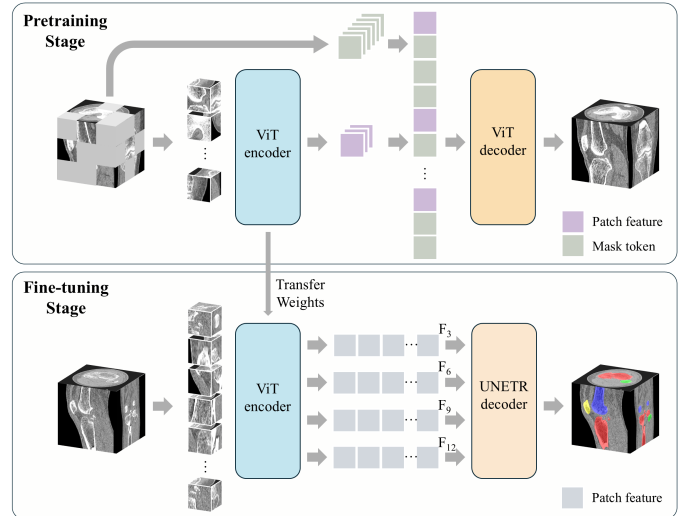 Pretraining
Stage
ViT
encoder
ViT
decoder
Patch feature
Mask token
Transfer
Weights
Fine-tuning
Stage
ViT
encoder
F3
F6
F9
F12
UNETR
decoder
Patch feature